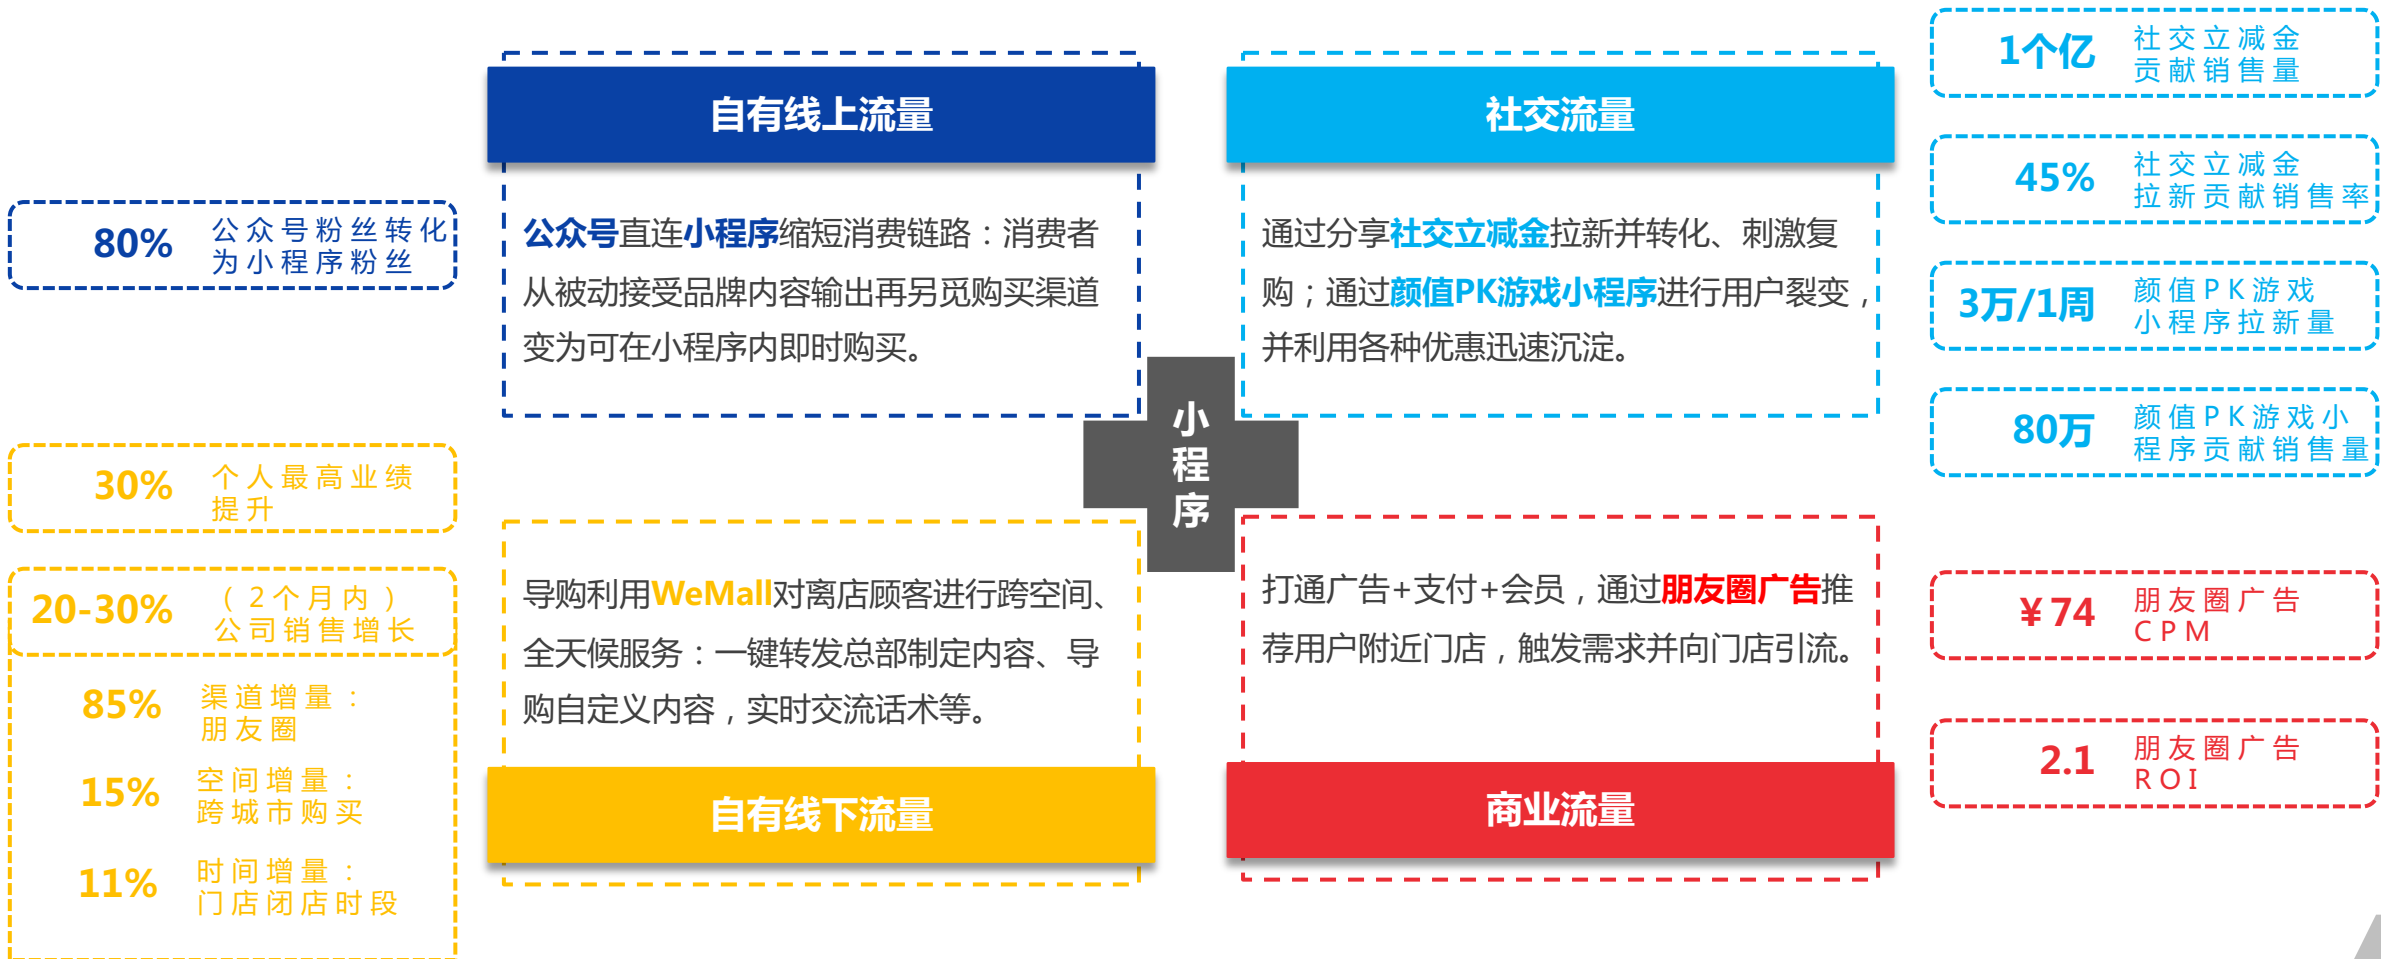 自有线上流量
80%
公众号粉丝转化
为小程序粉丝
公众号直连小程序缩短消费链路：消费者
从被动接受品牌内容输出再另觅购买渠道
变为可在小程序内即时购买。
社交流量
通过分享社交立减金拉新并转化、刺激复
购；通过颜值PK游戏小程序进行用户裂变，
并利用各种优惠迅速沉淀。
1个亿
社交立减金
贡献销售量
45%
社交立减金
拉新贡献销售率
3万/1周
颜值PK游戏
小程序拉新量
80万
颜值PK游戏小
程序贡献销售量
小
程
序
30%
个人最高业绩
提升
20-30%
（2个月内）
公司销售增长
85%
渠道增量：
朋友圈
15%
空间增量：
跨城市购买
11%
时间增量：
门店闭店时段
导购利用WeMall对离店顾客进行跨空间、
全天候服务：一键转发总部制定内容、导
购自定义内容，实时交流话术等。
自有线下流量
打通广告+支付+会员，通过朋友圈广告推
荐用户附近门店，触发需求并向门店引流。
商业流量
¥74
朋友圈广告
CPM
2.1
朋友圈广告
ROI